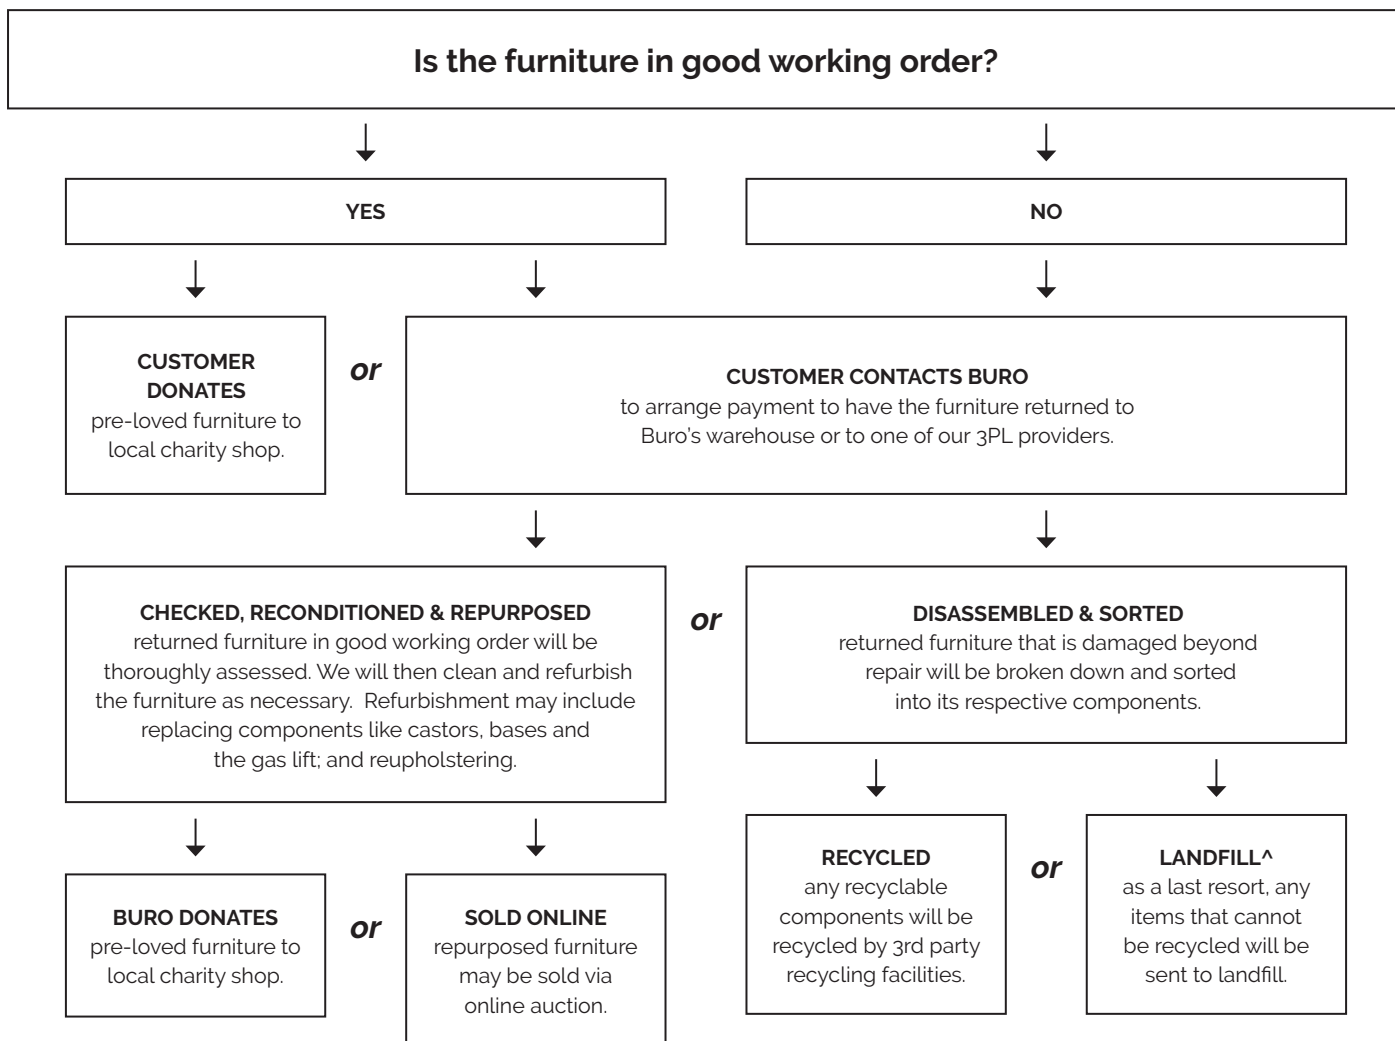 Is the furniture in good working order?
YES
NO
CUSTOMER
DONATES
pre-loved furniture to
local charity shop.
or
CUSTOMER CONTACTS BURO
to arrange payment to have the furniture returned to
Buro’s warehouse or to one of our 3PL providers.
CHECKED, RECONDITIONED & REPURPOSED
returned furniture in good working order will be
thoroughly assessed. We will then clean and refurbish
the furniture as necessary.  Refurbishment may include
replacing components like castors, bases and
the gas lift; and reupholstering.
or
DISASSEMBLED & SORTED
returned furniture that is damaged beyond
repair will be broken down and sorted
into its respective components.
BURO DONATES
pre-loved furniture to
local charity shop.
or
SOLD ONLINE
repurposed furniture
may be sold via
online auction.
RECYCLED
any recyclable
components will be
recycled by 3rd party
recycling facilities.
or
LANDFILL^
as a last resort, any
items that cannot
be recycled will be
sent to landfill.